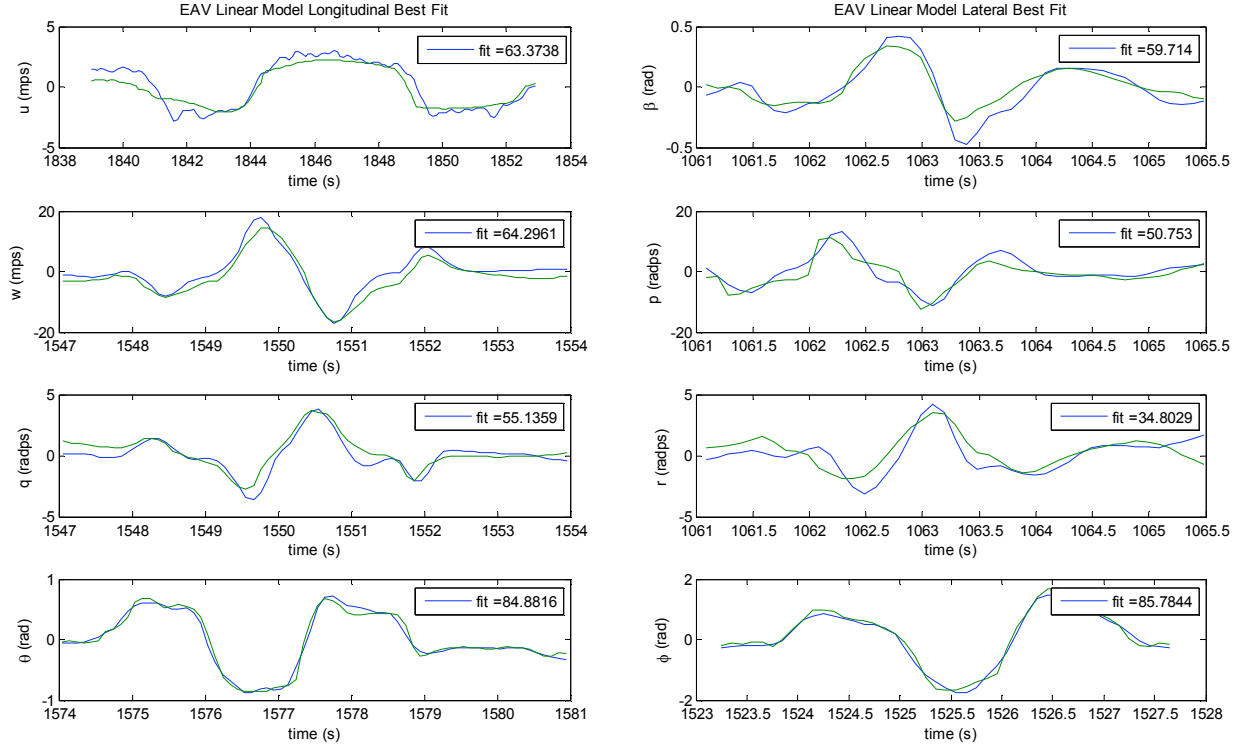 EAV Linear Model Longitudinal Best Fit
5
0
-5
u (mps)
fit =63.3738
1838 1840 1842 1844 1846 1848 1850 1852 1854
time (s)
20
0
-20
w (mps)
fit =64.2961
1547 1548 1549 1550 1551 1552 1553 1554
time (s)
5
0
-5
q (radps)
fit =55.1359
1547 1548 1549 1550 1551 1552 1553 1554
time (s)
1
0
-1
θ (rad)
fit =84.8816
1574 1575 1576 1577 1578 1579 1580 1581
time (s)
EAV Linear Model Lateral Best Fit
0.5
0
-0.5
β (rad)
fit =59.714
1061 1061.5 1062 1062.5 1063 1063.5 1064 1064.5 1065 1065.5
time (s)
20
0
-20
p (radps)
fit =50.753
1061 1061.5 1062 1062.5 1063 1063.5 1064 1064.5 1065 1065.5
time (s)
5
0
-5
r (radps)
fit =34.8029
1061 1061.5 1062 1062.5 1063 1063.5 1064 1064.5 1065 1065.5
time (s)
2
0
-2
ϕ (rad)
fit =85.7844
1523 1523.5 1524 1524.5 1525 1525.5 1526 1526.5 1527 1527.5 1528
time (s)